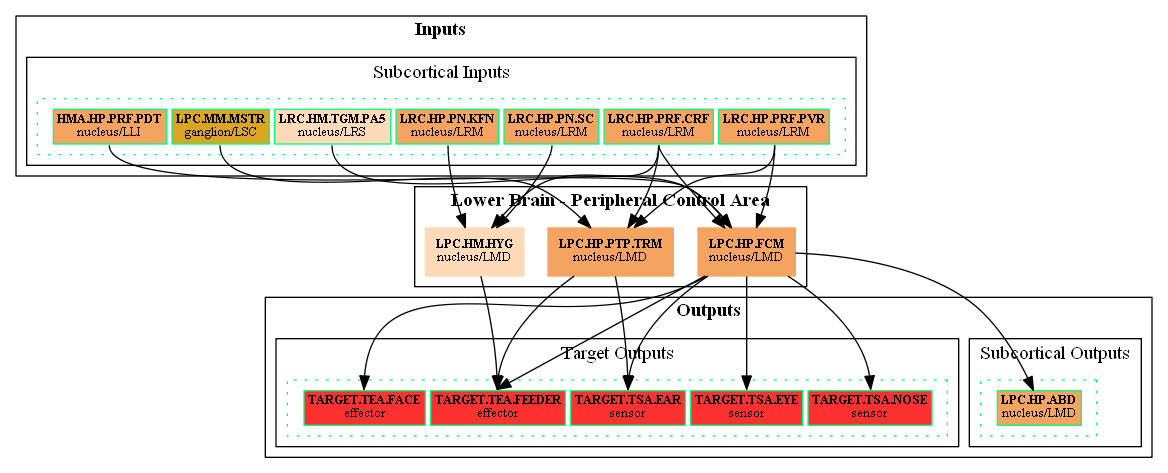 Inputs
Subcortical Inputs
HMA.HP.PRF.PDT
nucleus/LLI
LPC.MM.MSTR
ganglion/LSC
LRC.HM.TGM.PA5
nucleus/LRS
LRC.HP.PN.KFN
nucleus/LRM
LRC.HP.PN.SC
nucleus/LRM
LRC.HP.PRF.CRF
nucleus/LRM
LRC.HP.PRF.PVR
nucleus/LRM
Lower Brain - Peripheral Control Area
LPC.HM.HYG
nucleus/LMD
LPC.HP.PTP.TRM
nucleus/LMD
LPC.HP.FCM
nucleus/LMD
Outputs
Target Outputs
TARGET.TEA.FACE
effector
TARGET.TEA.FEEDER
effector
TARGET.TSA.EAR
sensor
TARGET.TSA.EYE
sensor
TARGET.TSA.NOSE
sensor
Subcortical Outputs
LPC.HP.ABD
nucleus/LMD